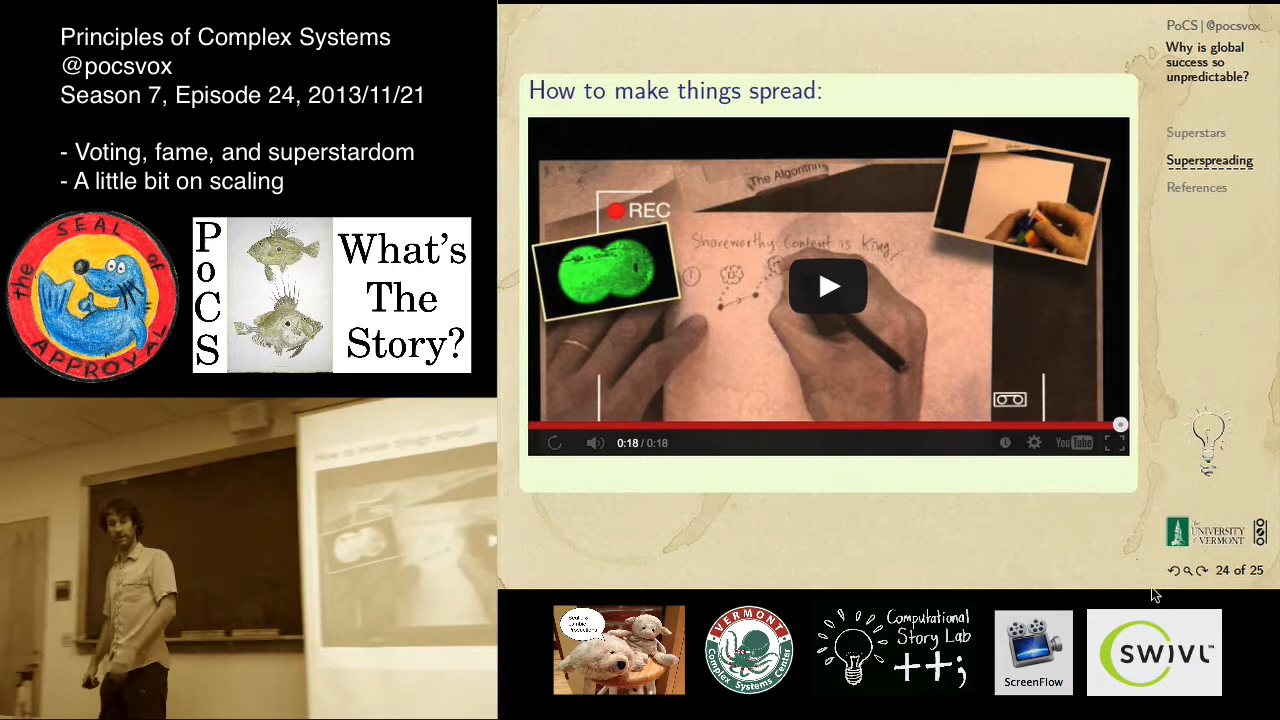 Principles of Complex Systems
@pocsvox
Season 7, Episode 24, 2013/11/21
- Voting, fame, and superstardom
- A little bit on scaling
the SEAL of APPROVAL
PoCS
What's
The
Story?
How to make things spread:
The Algorithm
REC
Shareworthy Content is King,
0:18 / 0:18
YouTube
PoCS | @pocsvox
Why is global
success so
unpredictable?
Superstars
Superspreading
References
The UNIVERSITY
of VERMONT
24 of 25
VERMONT
Complex Systems Center
Computational
Story Lab
++;
ScreenFlow
SWIVL™